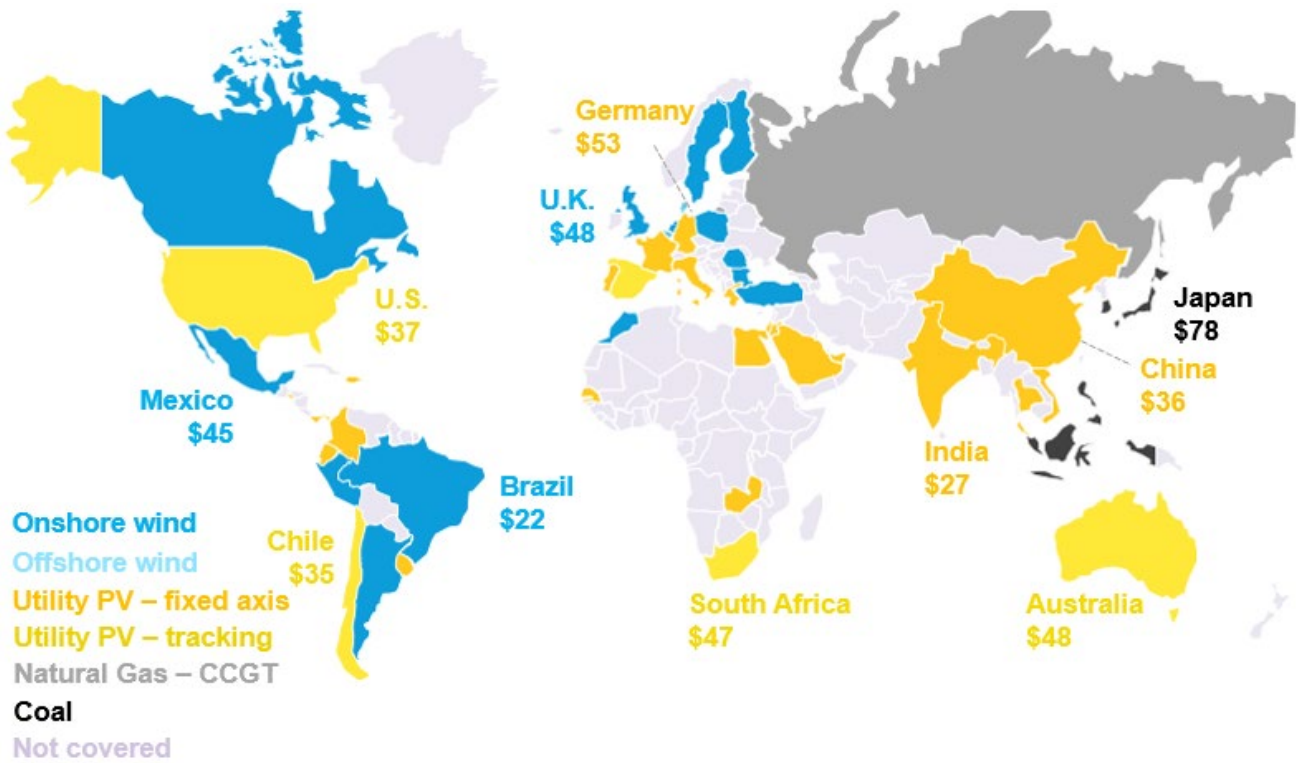 Germany
$53
U.K.
$48
U.S.
$37
Japan
$78
China
$36
Mexico
$45
India
$27
Brazil
$22
Chile
$35
South Africa
$47
Australia
$48
Onshore wind
Offshore wind
Utility PV – fixed axis
Utility PV – tracking
Natural Gas – CCGT
Coal
Not covered